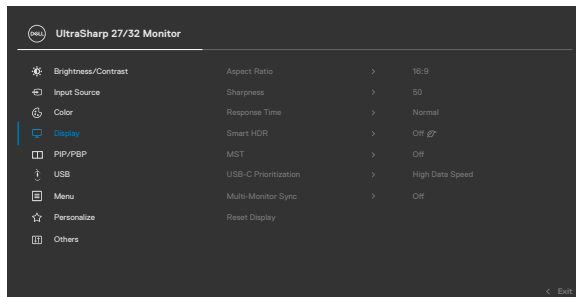 DELL UltraSharp 27/32 Monitor
Brightness/Contrast Aspect Ratio > 16:9
Input Source Sharpness > 50
Color Response Time > Normal
Display Smart HDR > Off
PIP/PBP MST > Off
USB USB-C Prioritization > High Data Speed
Menu Multi-Monitor Sync > Off
Personalize Reset Display
Others
< Exit